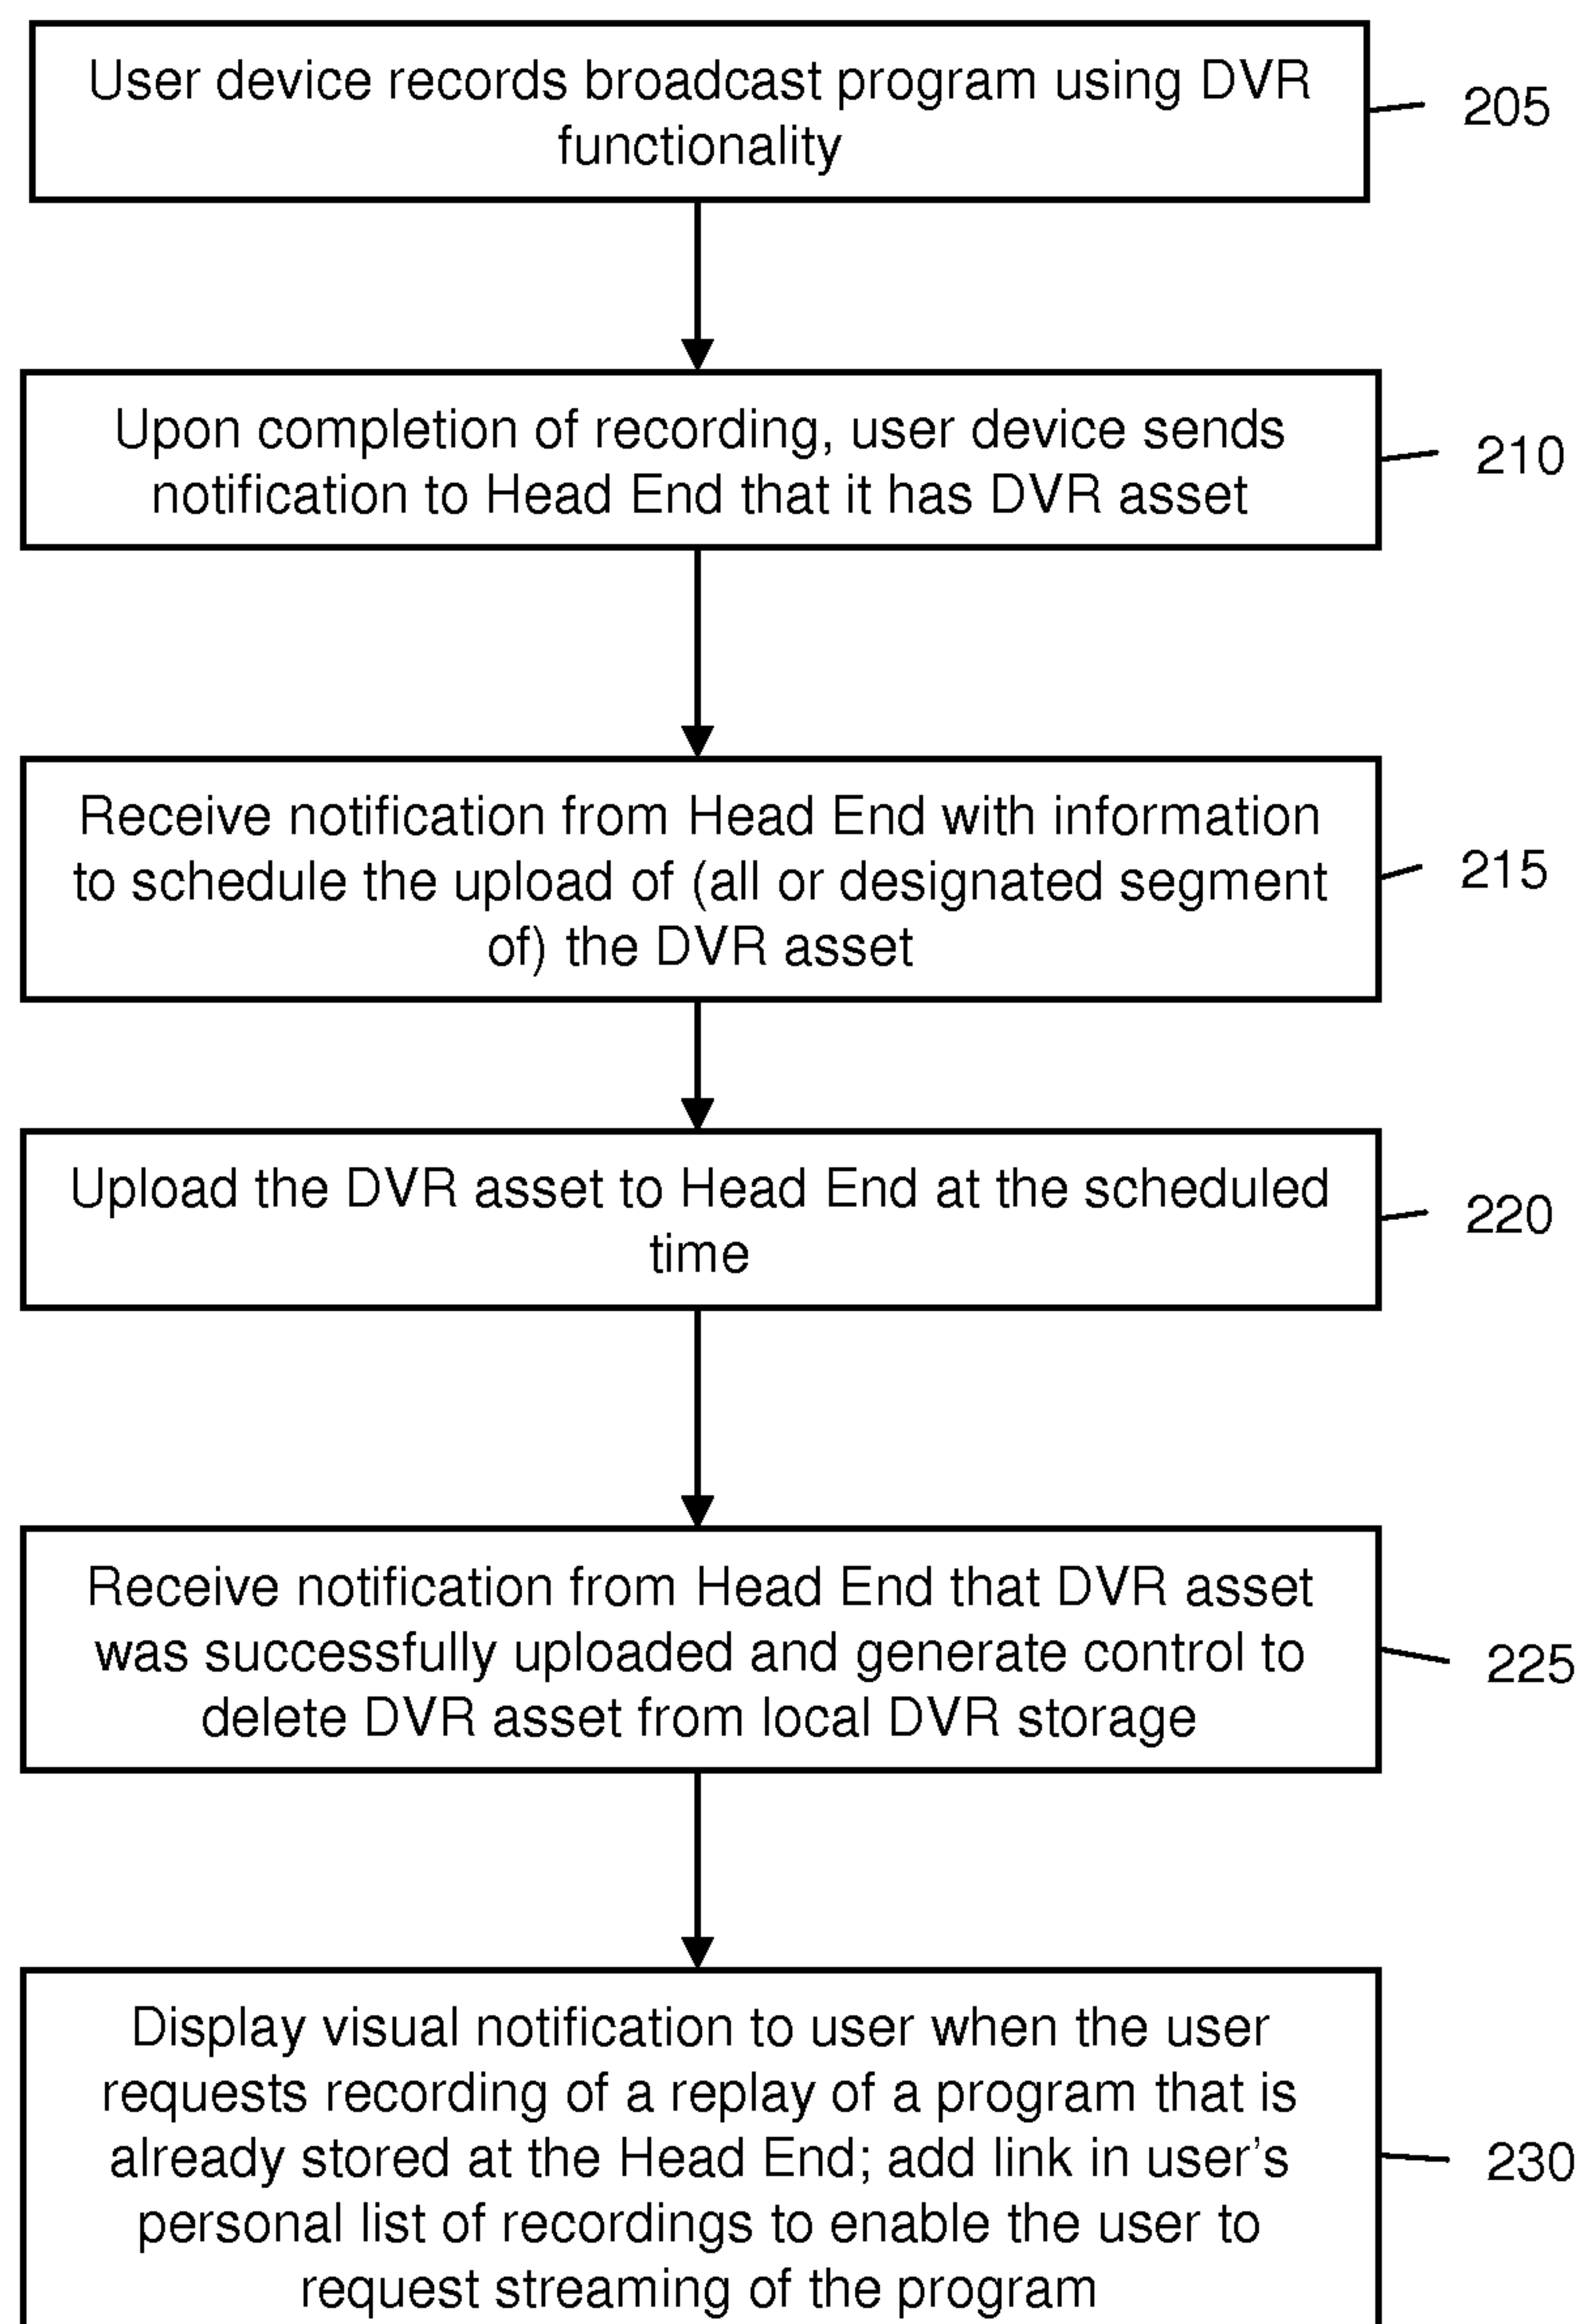 User device records broadcast program using DVR
functionality
205
Upon completion of recording, user device sends
notification to Head End that it has DVR asset
210
Receive notification from Head End with information
to schedule the upload of (all or designated segment
of) the DVR asset
215
Upload the DVR asset to Head End at the scheduled
time
220
Receive notification from Head End that DVR asset
was successfully uploaded and generate control to
delete DVR asset from local DVR storage
225
Display visual notification to user when the user
requests recording of a replay of a program that is
already stored at the Head End; add link in user's
personal list of recordings to enable the user to
request streaming of the program
230